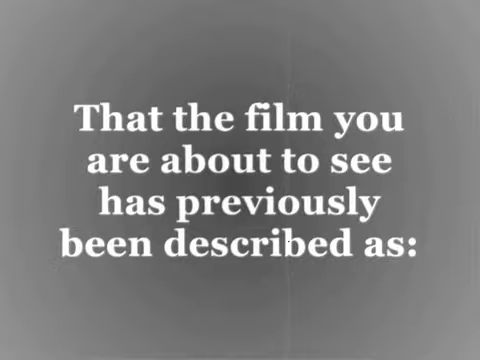 That the film you
are about to see
has previously
been described as: